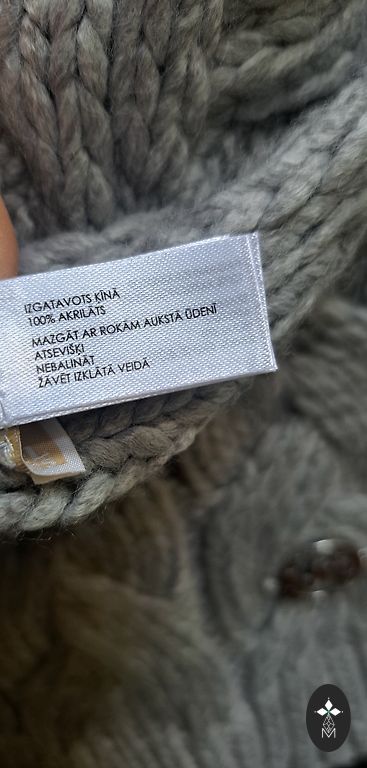 IZGATAVOTS ĶĪNĀ
100% AKRILĀTS
MAZGĀT AR ROKĀM AUKSTĀ ŪDENĪ
ATSEVIŠĶI
NEBALINĀT
ŽĀVĒT IZKLĀTĀ VEIDĀ
M